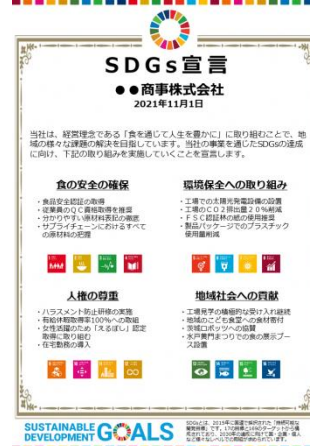 SDGs宣言
●●商事株式会社
2021年11月1日
当社は、経営理念である「食を通じて人生を豊かに」に取り組むことで、地
域の様々な課題の解決を目指しています。当社の事業を通じたSDGsの達成
に向け、下記の取り組みを実施していくことを宣言します。
食の安全の確保
・食品安全認証の取得
・従業員のQC資格取得を推奨
・分かりやすい原材料表記の徹底
・サプライチェーンにおけるすべて
の原材料の把握
環境保全への取り組み
・工場での太陽光発電設備の設置
・工場のCO2排出量20%削減
・FSC認証林の紙の使用推奨
・製品パッケージでのプラスチック
使用量削減
人権の尊重
・ハラスメント防止研修の実施
・有給休暇取得率100%への取組
・女性活躍のため「えるぼし」認定
取得に取り組む
・在宅勤務の導入
地域社会への貢献
・工場見学の積極的な受け入れ継続
・地域のこども食堂への食材寄付
・茨城ロボッツへの協賛
・水戸黄門まつりでの食の展示ブー
ス設置
SUSTAINABLE
DEVELOPMENT GOALS